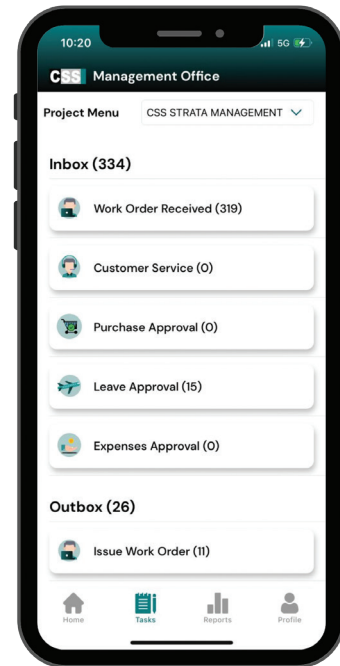 10:20 5G
CSS Management Office
Project Menu CSS STRATA MANAGEMENT
Inbox (334)
Work Order Received (319)
Customer Service (0)
Purchase Approval (0)
Leave Approval (15)
Expenses Approval (0)
Outbox (26)
Issue Work Order (11)
Home Tasks Reports Profile